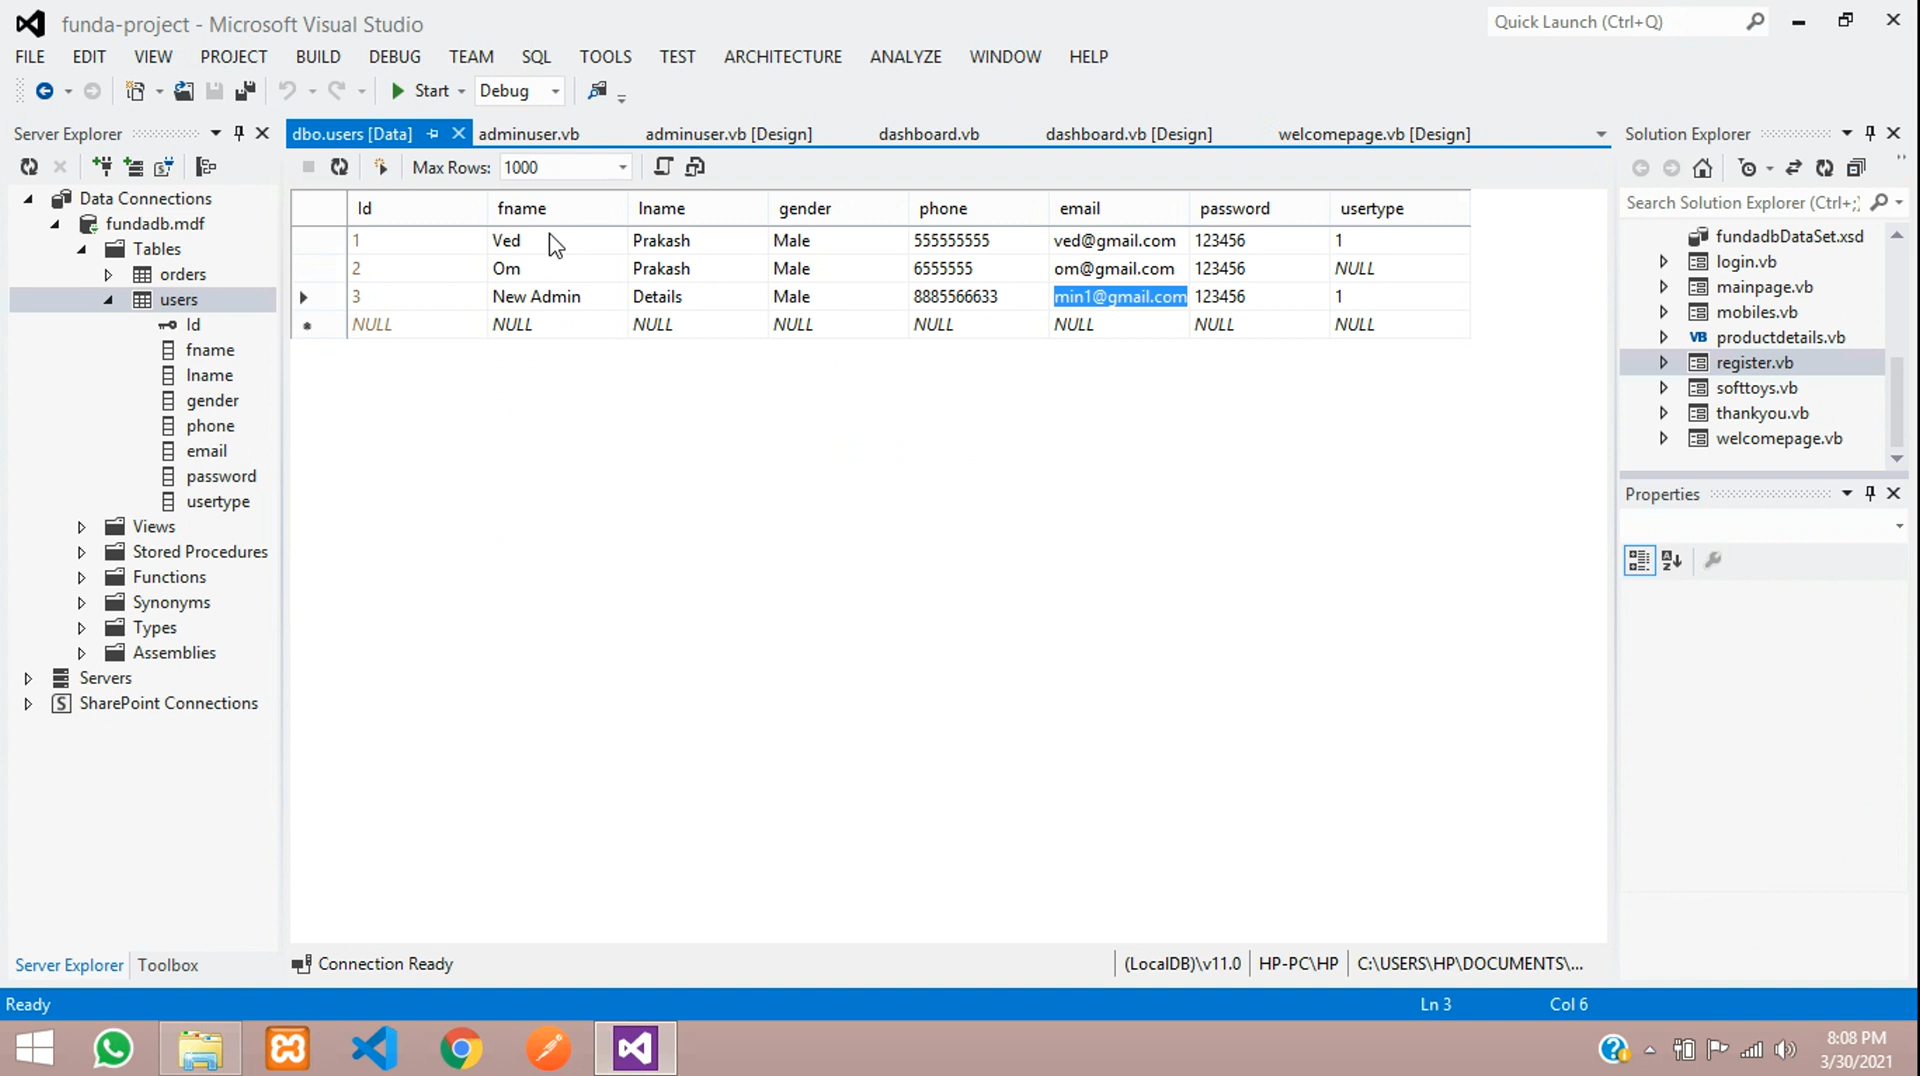 funda-project - Microsoft Visual Studio
Quick Launch (Ctrl+Q)
FILE EDIT VIEW PROJECT BUILD DEBUG TEAM SQL TOOLS TEST ARCHITECTURE ANALYZE WINDOW HELP
Start Debug
Server Explorer
dbo.users [Data] adminuser.vb adminuser.vb [Design] dashboard.vb dashboard.vb [Design] welcomepage.vb [Design]
Solution Explorer
Max Rows: 1000
Search Solution Explorer (Ctrl+;)
Data Connections
fundadb.mdf
Tables
orders
users
Id
fname
lname
gender
phone
email
password
usertype
Views
Stored Procedures
Functions
Synonyms
Types
Assemblies
Servers
SharePoint Connections
Server Explorer Toolbox
Id fname lname gender phone email password usertype
1 Ved Prakash Male 555555555 ved@gmail.com 123456 1
2 Om Prakash Male 6555555 om@gmail.com 123456 NULL
3 New Admin Details Male 8885566633 min1@gmail.com 123456 1
NULL NULL NULL NULL NULL NULL NULL NULL
Connection Ready
(LocalDB)\v11.0 HP-PC\HP C:\USERS\HP\DOCUMENTS\...
fundadbDataSet.xsd
login.vb
mainpage.vb
mobiles.vb
VB productdetails.vb
register.vb
softtoys.vb
thankyou.vb
welcomepage.vb
Properties
Ready
Ln 3 Col 6
8:08 PM
3/30/2021